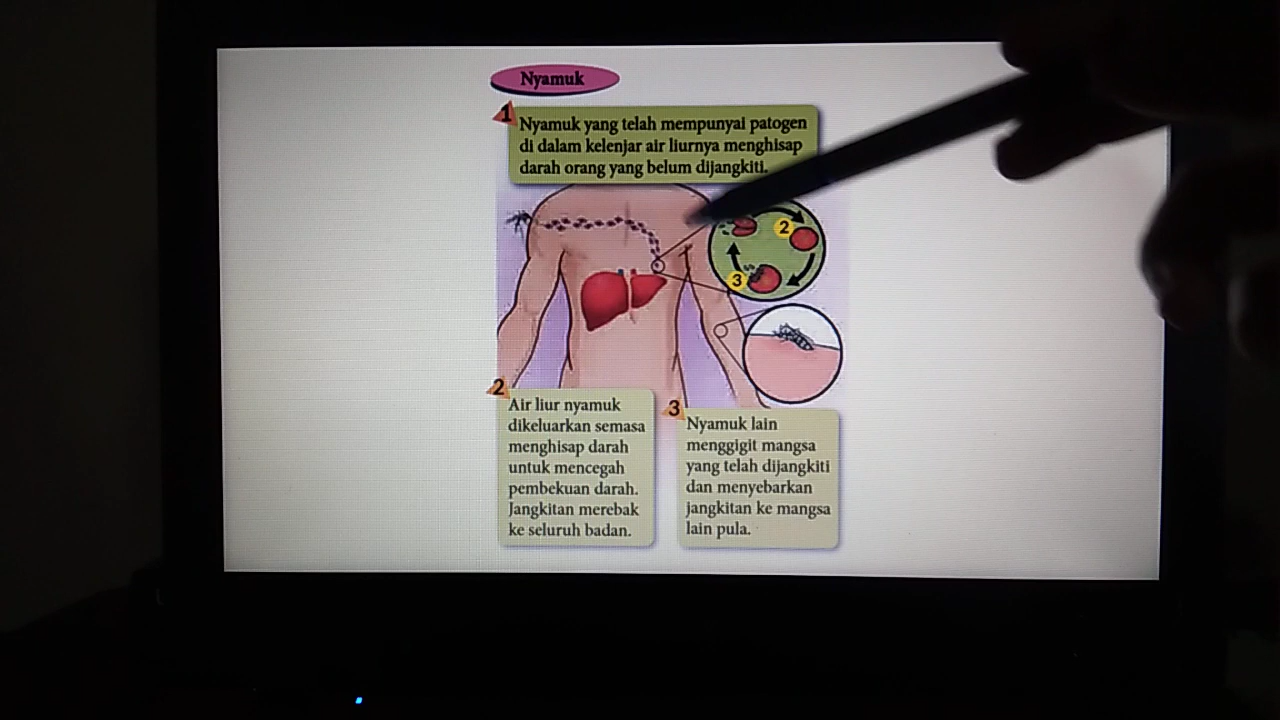 Nyamuk
1
Nyamuk yang telah mempunyai patogen
di dalam kelenjar air liurnya menghisap
darah orang yang belum dijangkiti.
2
3
2
Air liur nyamuk
dikeluarkan semasa
menghisap darah
untuk mencegah
pembekuan darah.
Jangkitan merebak
ke seluruh badan.
3
Nyamuk lain
menggigit mangsa
yang telah dijangkiti
dan menyebarkan
jangkitan ke mangsa
lain pula.